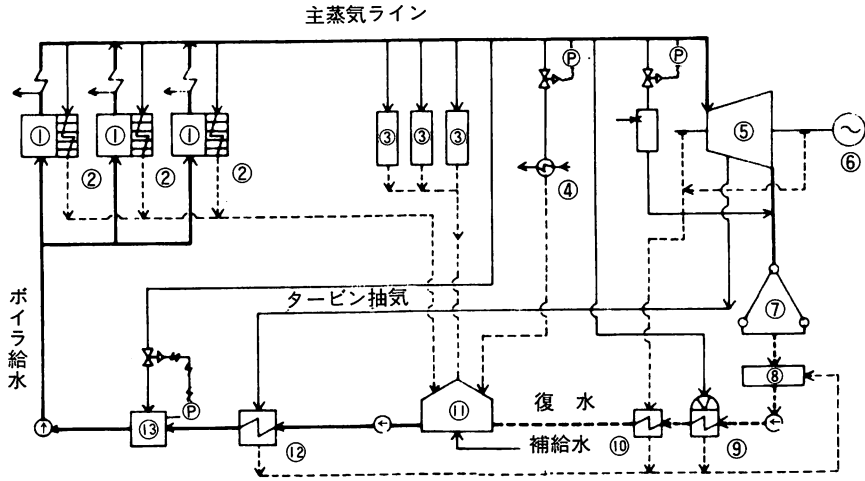 主蒸気ライン
Ⓟ
Ⓟ
① ① ①
② ② ②
③ ③ ③
④
⑤
⑥
タービン抽気
ボイラ給水
⑦
⑧
Ⓟ
⑬
⑫
⑪
復水
補給水
⑩
⑨